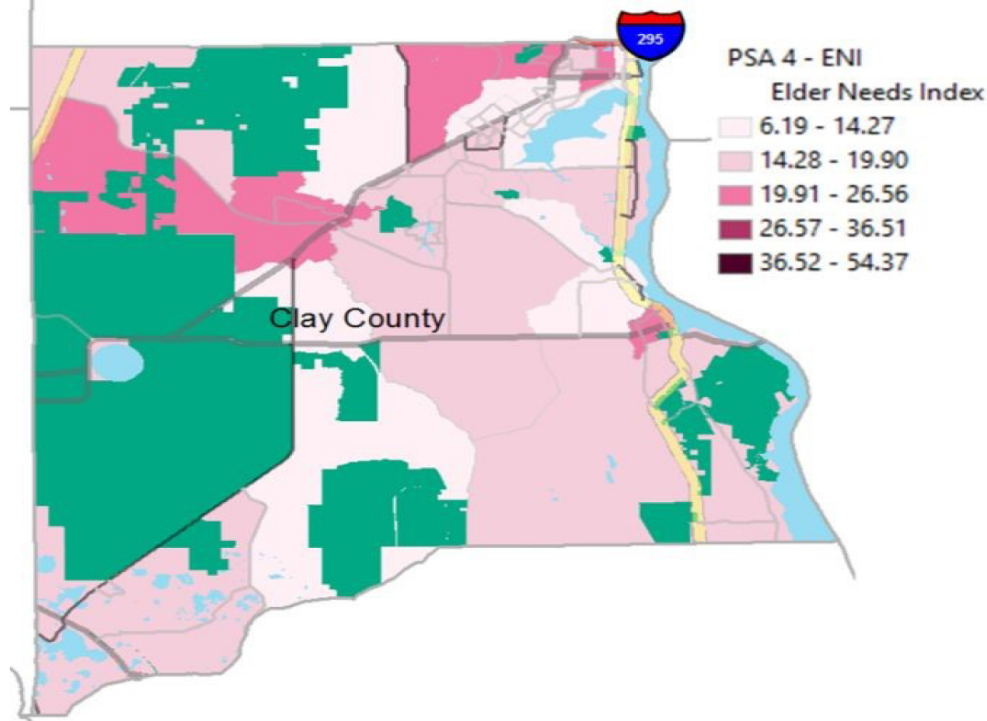 295
PSA 4 - ENI
Elder Needs Index
6.19 - 14.27
14.28 - 19.90
19.91 - 26.56
26.57 - 36.51
36.52 - 54.37
Clay County